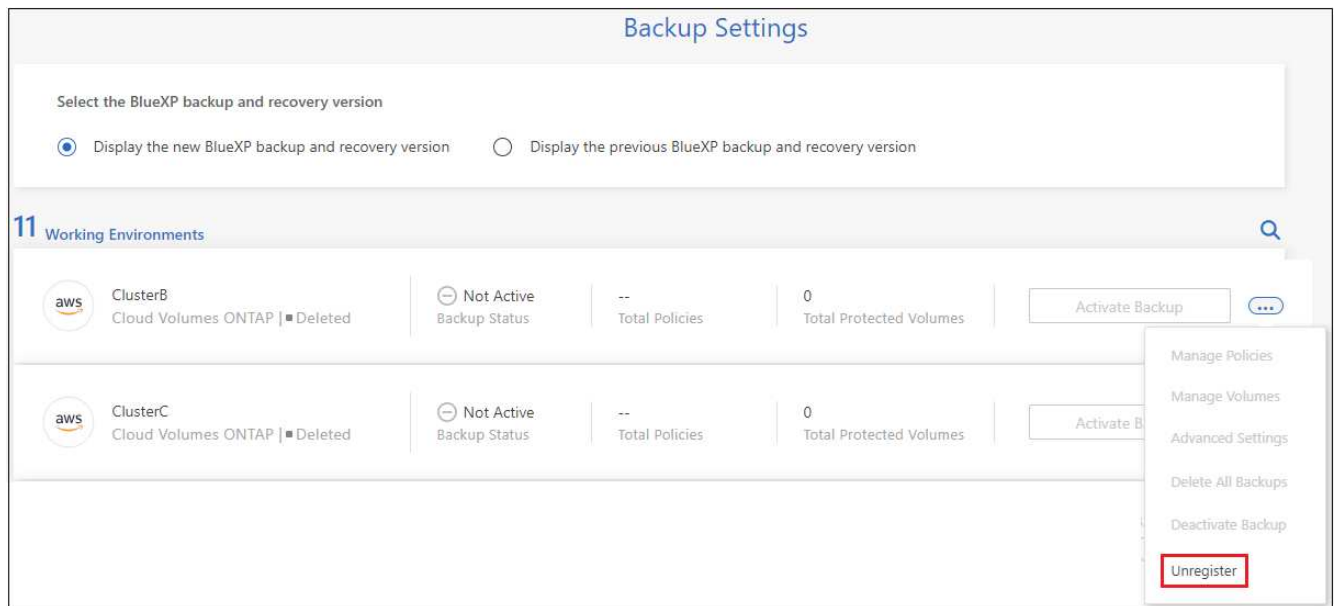 Backup Settings
Select the BlueXP backup and recovery version
Display the new BlueXP backup and recovery version
Display the previous BlueXP backup and recovery version
11 Working Environments
aws
ClusterB
Cloud Volumes ONTAP | ■ Deleted
Not Active
Backup Status
--
Total Policies
0
Total Protected Volumes
Activate Backup
...
aws
ClusterC
Cloud Volumes ONTAP | ■ Deleted
Not Active
Backup Status
--
Total Policies
0
Total Protected Volumes
Activate B
Manage Policies
Manage Volumes
Advanced Settings
Delete All Backups
Deactivate Backup
Unregister